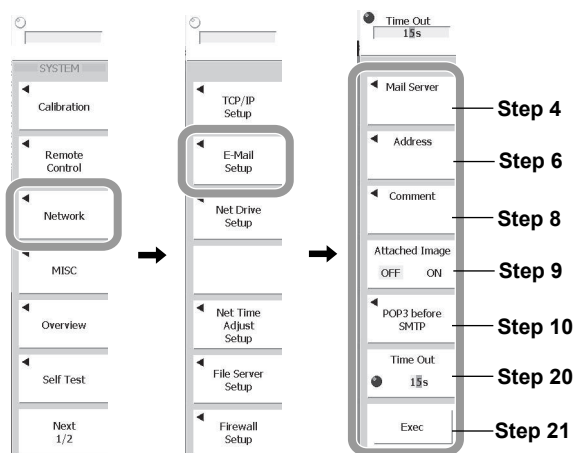 SYSTEM
Calibration
Remote
Control
Network
MISC
Overview
Self Test
Next
1/2
TCP/IP
Setup
E-Mail
Setup
Net Drive
Setup
Net Time
Adjust
Setup
File Server
Setup
Firewall
Setup
Time Out
15s
Mail Server
Step 4
Address
Step 6
Comment
Step 8
Attached Image
OFF ON
Step 9
POP3 before
SMTP
Step 10
Time Out
15s
Step 20
Exec
Step 21